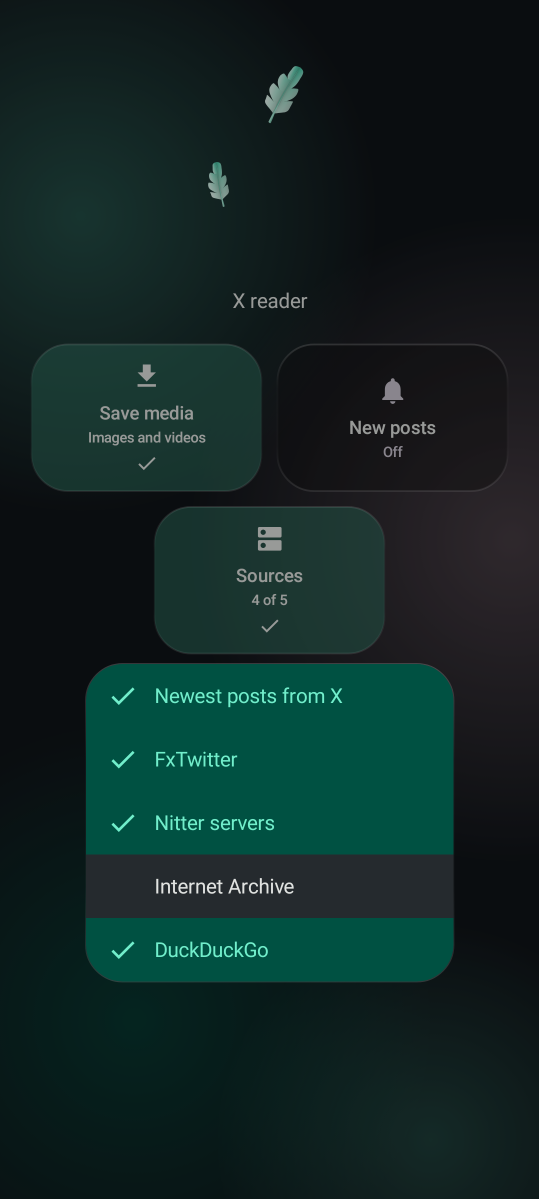 X reader
Save media
Images and videos
New posts
Off
Sources
4 of 5
Newest posts from X
FxTwitter
Nitter servers
Internet Archive
DuckDuckGo